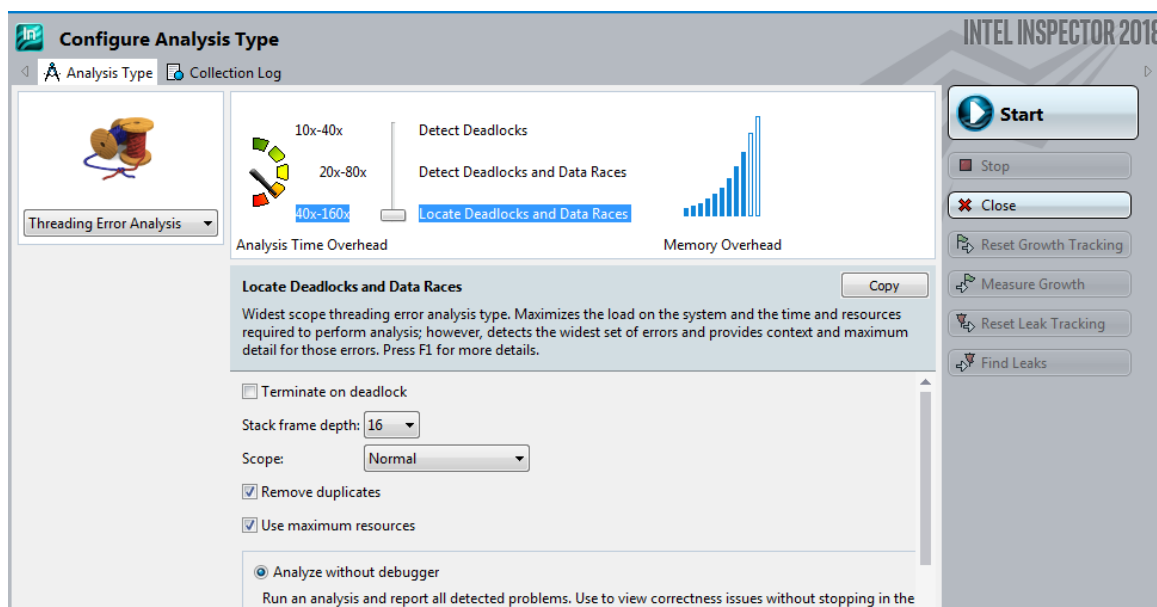 Configure Analysis Type
INTEL INSPECTOR 2018
Analysis Type
Collection Log
Threading Error Analysis
10x-40x
Detect Deadlocks
20x-80x
Detect Deadlocks and Data Races
40x-160x
Locate Deadlocks and Data Races
Analysis Time Overhead
Memory Overhead
Locate Deadlocks and Data Races
Copy
Widest scope threading error analysis type. Maximizes the load on the system and the time and resources
required to perform analysis; however, detects the widest set of errors and provides context and maximum
detail for those errors. Press F1 for more details.
Terminate on deadlock
Stack frame depth: 16
Scope: Normal
Remove duplicates
Use maximum resources
Analyze without debugger
Run an analysis and report all detected problems. Use to view correctness issues without stopping in the
Start
Stop
Close
Reset Growth Tracking
Measure Growth
Reset Leak Tracking
Find Leaks